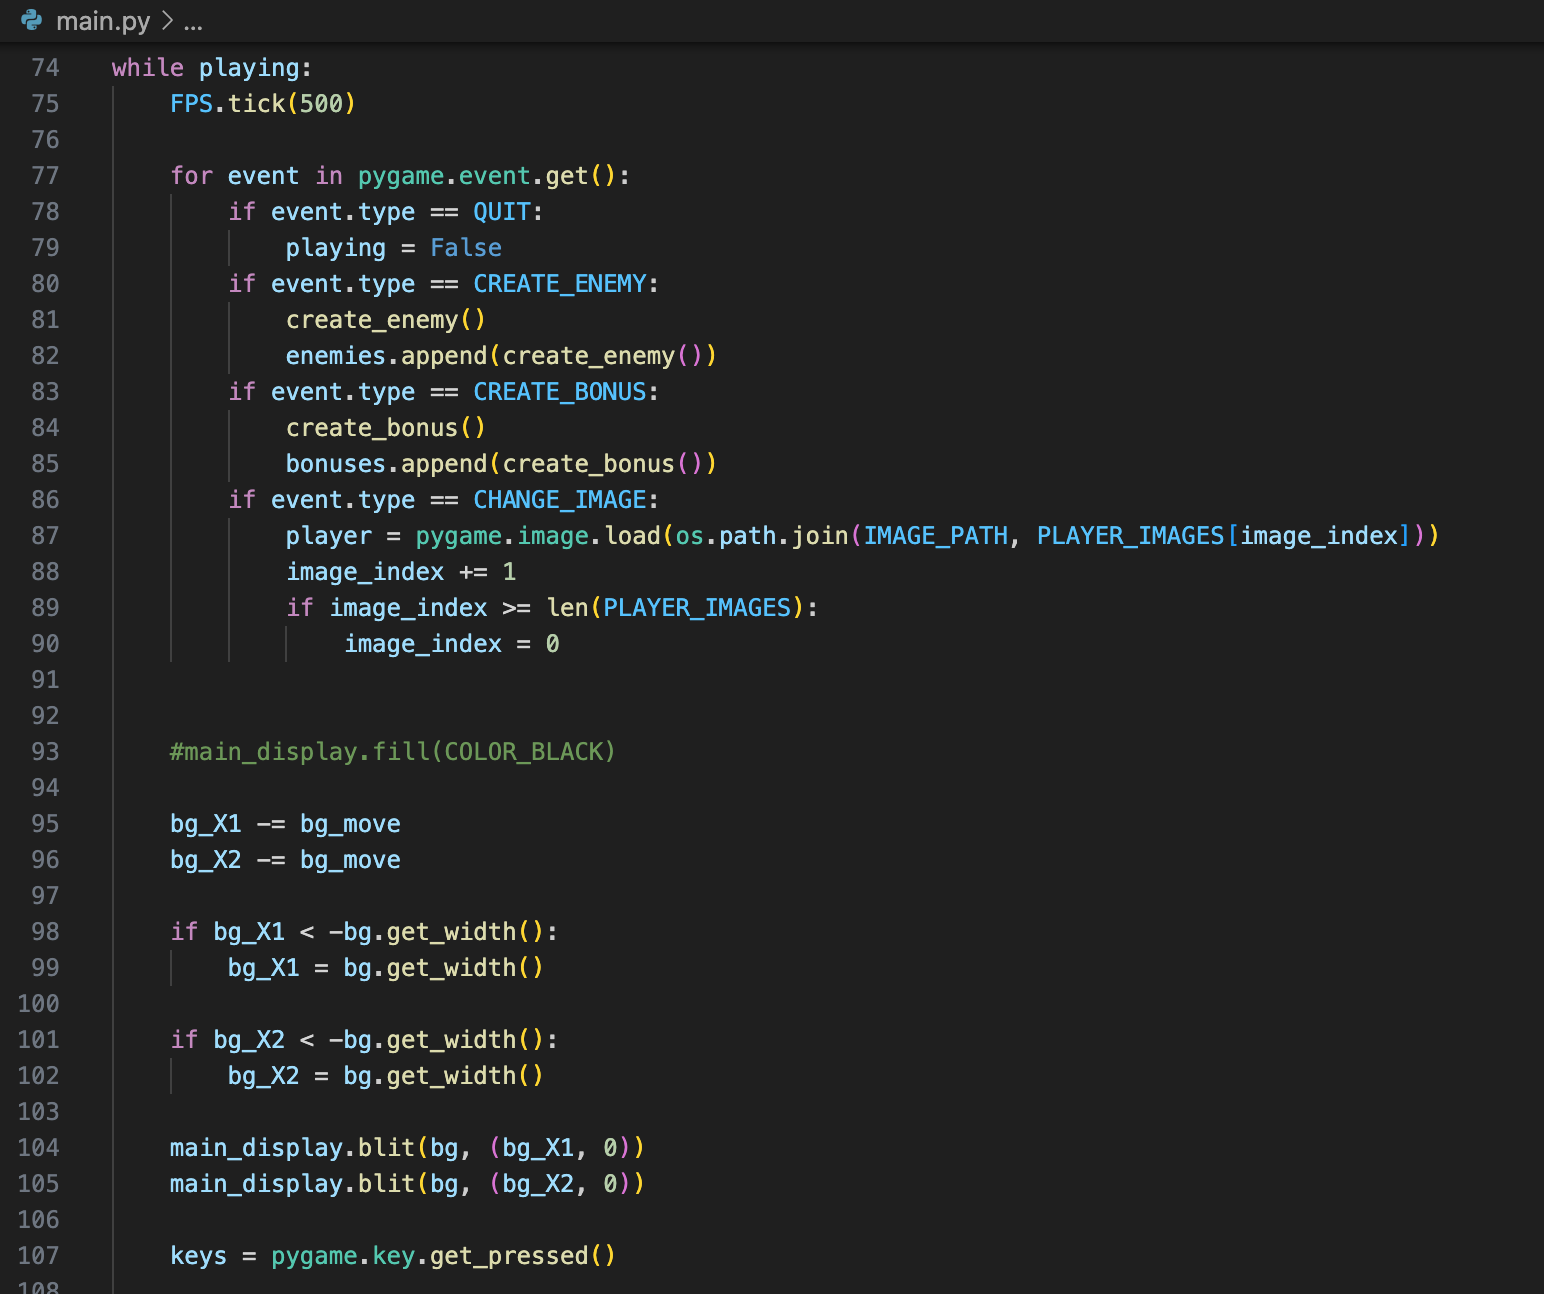 main.py > ...
74 while playing:
75 FPS.tick(500)
76
77 for event in pygame.event.get():
78 if event.type == QUIT:
79 playing = False
80 if event.type == CREATE_ENEMY:
81 create_enemy()
82 enemies.append(create_enemy())
83 if event.type == CREATE_BONUS:
84 create_bonus()
85 bonuses.append(create_bonus())
86 if event.type == CHANGE_IMAGE:
87 player = pygame.image.load(os.path.join(IMAGE_PATH, PLAYER_IMAGES[image_index]))
88 image_index += 1
89 if image_index >= len(PLAYER_IMAGES):
90 image_index = 0
91
92
93 #main_display.fill(COLOR_BLACK)
94
95 bg_X1 -= bg_move
96 bg_X2 -= bg_move
97
98 if bg_X1 < -bg.get_width():
99 bg_X1 = bg.get_width()
100
101 if bg_X2 < -bg.get_width():
102 bg_X2 = bg.get_width()
103
104 main_display.blit(bg, (bg_X1, 0))
105 main_display.blit(bg, (bg_X2, 0))
106
107 keys = pygame.key.get_pressed()
108